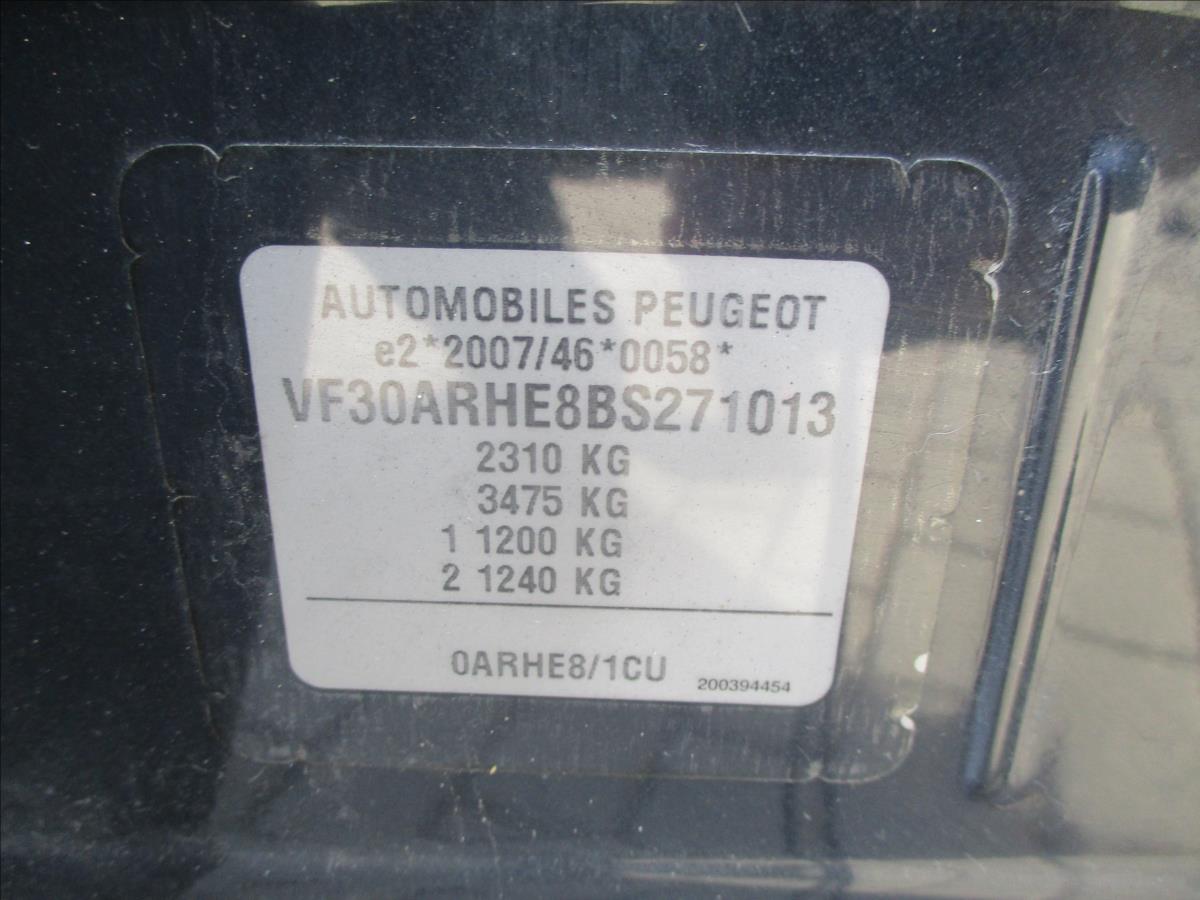 AUTOMOBILES PEUGEOT
e2*2007/46*0058*
VF30ARHE8BS271013
2310 KG
3475 KG
1 1200 KG
2 1240 KG
0ARHE8/1CU
200394454